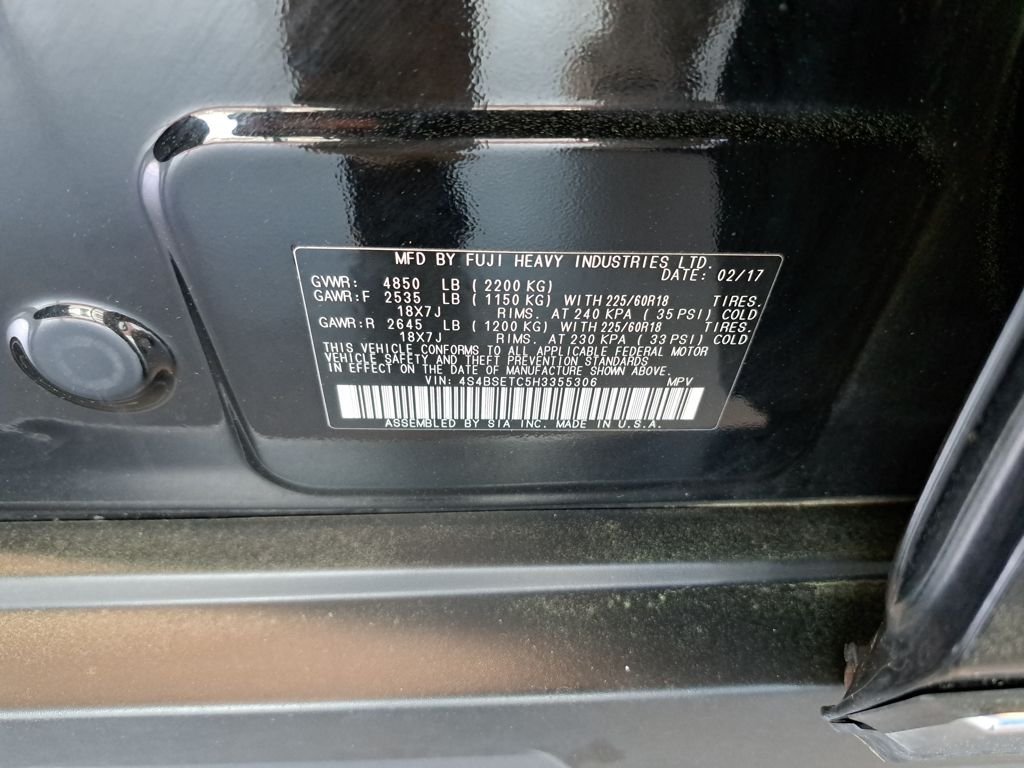 MFD BY FUJI HEAVY INDUSTRIES LTD.
DATE: 02/17
GVWR: 4850 LB ( 2200 KG)
GAWR:F 2535 LB ( 1150 KG) WITH 225/60R18 TIRES.
18X7J RIMS. AT 240 KPA ( 35 PSI) COLD
GAWR:R 2645 LB ( 1200 KG) WITH 225/60R18 TIRES.
18X7J RIMS. AT 230 KPA ( 33 PSI) COLD
THIS VEHICLE CONFORMS TO ALL APPLICABLE FEDERAL MOTOR
VEHICLE SAFETY AND THEFT PREVENTION STANDARDS
IN EFFECT ON THE DATE OF MANUFACTURE SHOWN ABOVE.
VIN: 4S4BSETC5H3355306 MPV
ASSEMBLED BY SIA INC. MADE IN U.S.A.